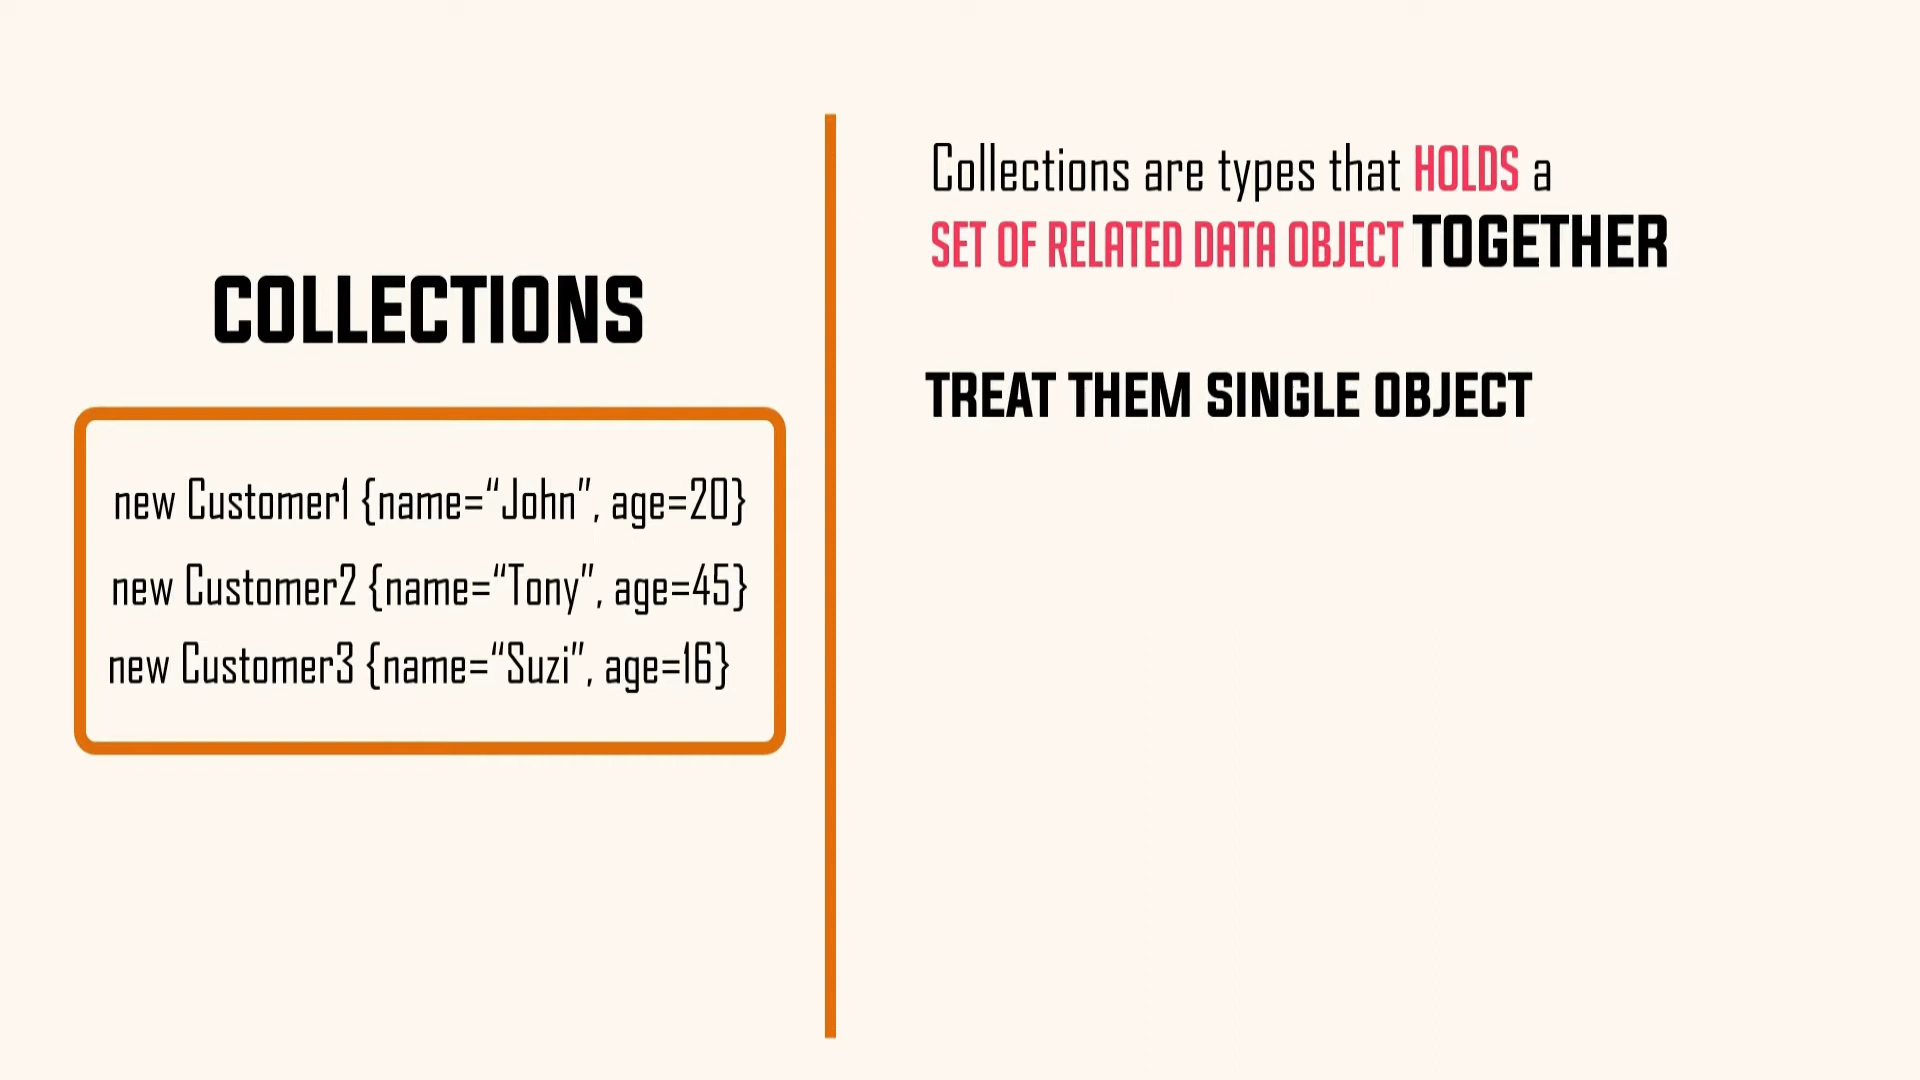 COLLECTIONS
new Customer1 {name=“John”, age=20}
new Customer2 {name=“Tony”, age=45}
new Customer3 {name=“Suzi”, age=16}
Collections are types that HOLDS a
SET OF RELATED DATA OBJECT TOGETHER
TREAT THEM SINGLE OBJECT